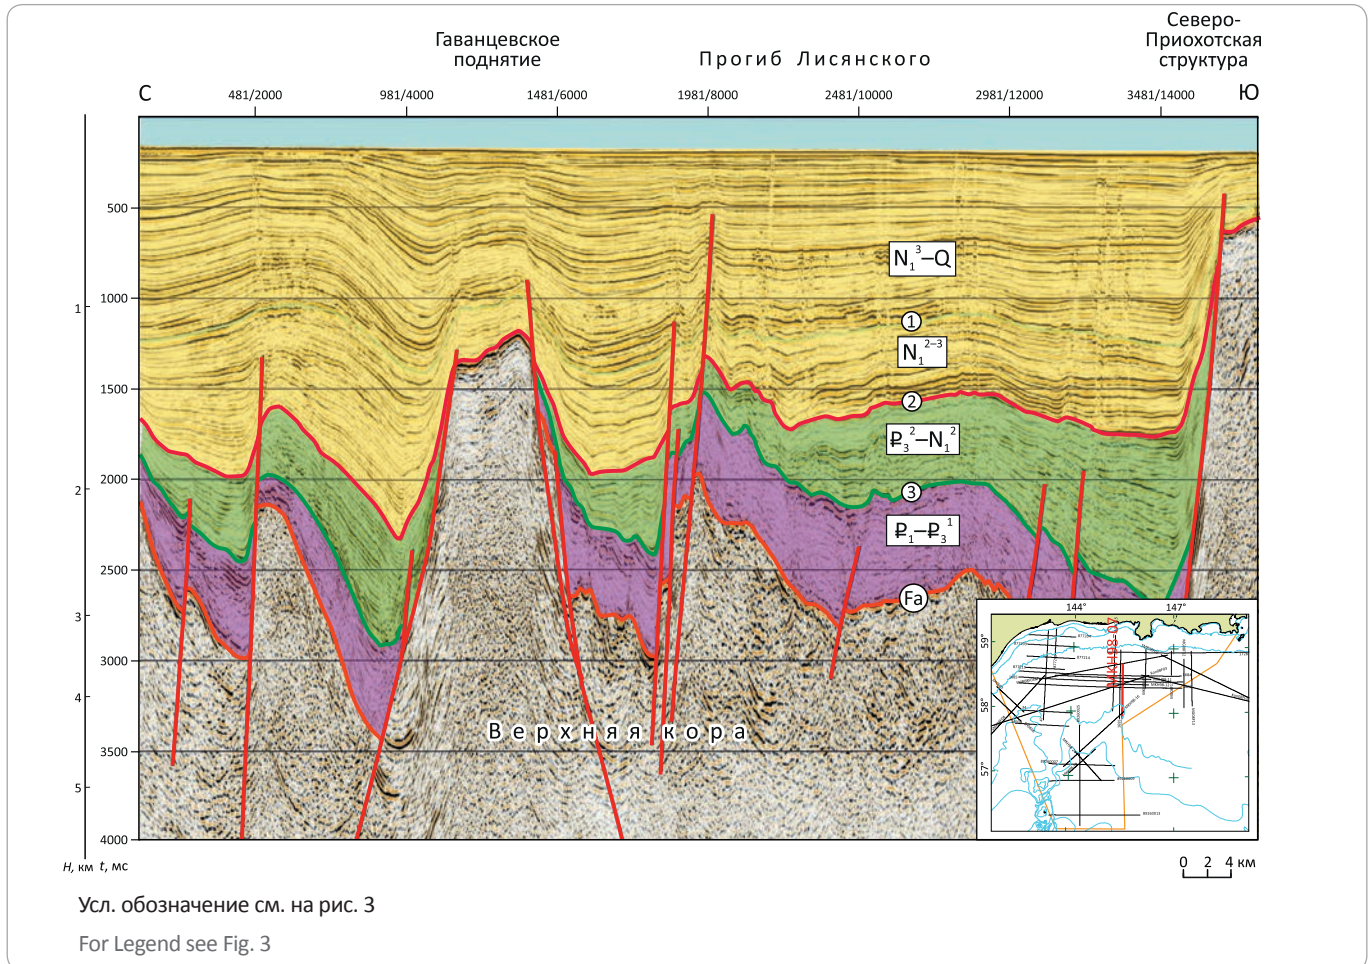 Гаванцевское
поднятие
Прогиб Лисянского
Северо-
Приохотская
структура
С
481/2000
981/4000
1481/6000
1981/8000
2481/10000
2981/12000
3481/14000
Ю
500
1000
1500
2000
2500
3000
3500
4000
1
2
3
4
5
H, км t, мс
N₁³–Q
1
N₁²⁻³
2
₽₃²–N₁²
3
₽₁–₽₃¹
Fa
Верхняя кора
144° 147°
59°
58°
57°
0 2 4 км
Усл. обозначение см. на рис. 3
For Legend see Fig. 3